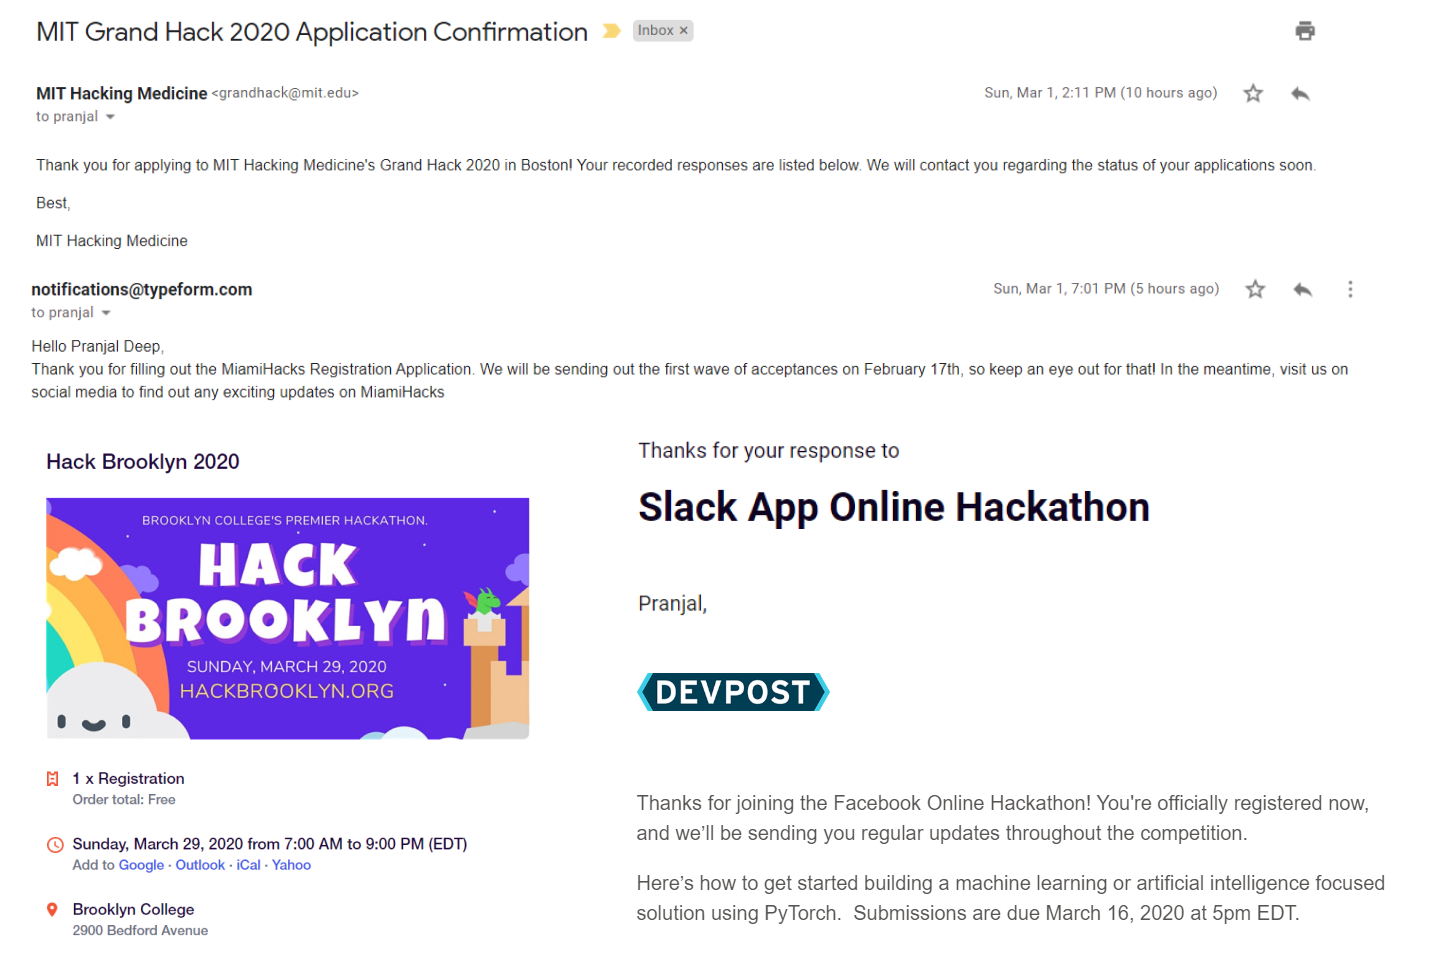 MIT Grand Hack 2020 Application Confirmation
Inbox ×
MIT Hacking Medicine <grandhack@mit.edu>
Sun, Mar 1, 2:11 PM (10 hours ago)
to pranjal
Thank you for applying to MIT Hacking Medicine's Grand Hack 2020 in Boston! Your recorded responses are listed below. We will contact you regarding the status of your applications soon.
Best,
MIT Hacking Medicine
notifications@typeform.com
Sun, Mar 1, 7:01 PM (5 hours ago)
to pranjal
Hello Pranjal Deep,
Thank you for filling out the MiamiHacks Registration Application. We will be sending out the first wave of acceptances on February 17th, so keep an eye out for that! In the meantime, visit us on
social media to find out any exciting updates on MiamiHacks
Hack Brooklyn 2020
BROOKLYN COLLEGE'S PREMIER HACKATHON.
HACK
BROOKLYN
SUNDAY, MARCH 29, 2020
HACKBROOKLYN.ORG
1 x Registration
Order total: Free
Sunday, March 29, 2020 from 7:00 AM to 9:00 PM (EDT)
Add to Google · Outlook · iCal · Yahoo
Brooklyn College
2900 Bedford Avenue
Thanks for your response to
Slack App Online Hackathon
Pranjal,
DEVPOST
Thanks for joining the Facebook Online Hackathon! You're officially registered now,
and we’ll be sending you regular updates throughout the competition.
Here’s how to get started building a machine learning or artificial intelligence focused
solution using PyTorch.  Submissions are due March 16, 2020 at 5pm EDT.